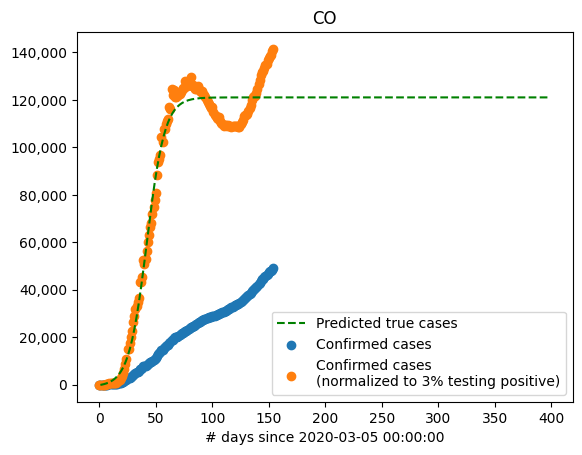 CO
140,000
120,000
100,000
80,000
60,000
40,000
20,000
0
Predicted true cases
Confirmed cases
Confirmed cases
(normalized to 3% testing positive)
0 50 100 150 200 250 300 350 400
# days since 2020-03-05 00:00:00